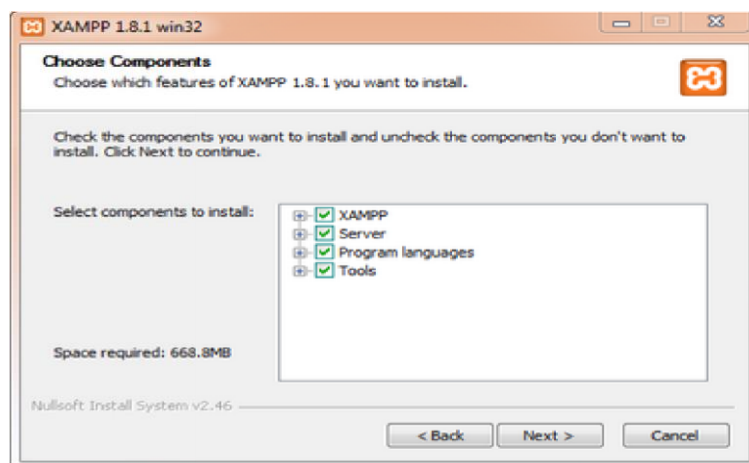 XAMPP 1.8.1 win32
Choose Components
Choose which features of XAMPP 1.8.1 you want to install.
Check the components you want to install and uncheck the components you don't want to
install. Click Next to continue.
Select components to install:
XAMPP
Server
Program languages
Tools
Space required: 668.8MB
Nullsoft Install System v2.46
< Back
Next >
Cancel